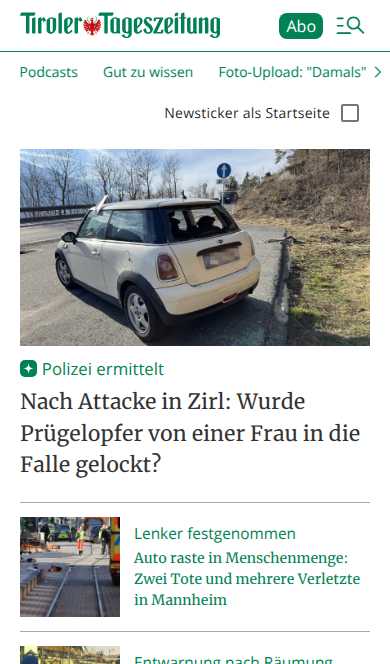 Tiroler Tageszeitung
Abo
Podcasts Gut zu wissen Foto-Upload: "Damals"
Newsticker als Startseite
Polizei ermittelt
Nach Attacke in Zirl: Wurde
Prügelopfer von einer Frau in die
Falle gelockt?
Lenker festgenommen
Auto raste in Menschenmenge:
Zwei Tote und mehrere Verletzte
in Mannheim
Entwarnung nach Räumung